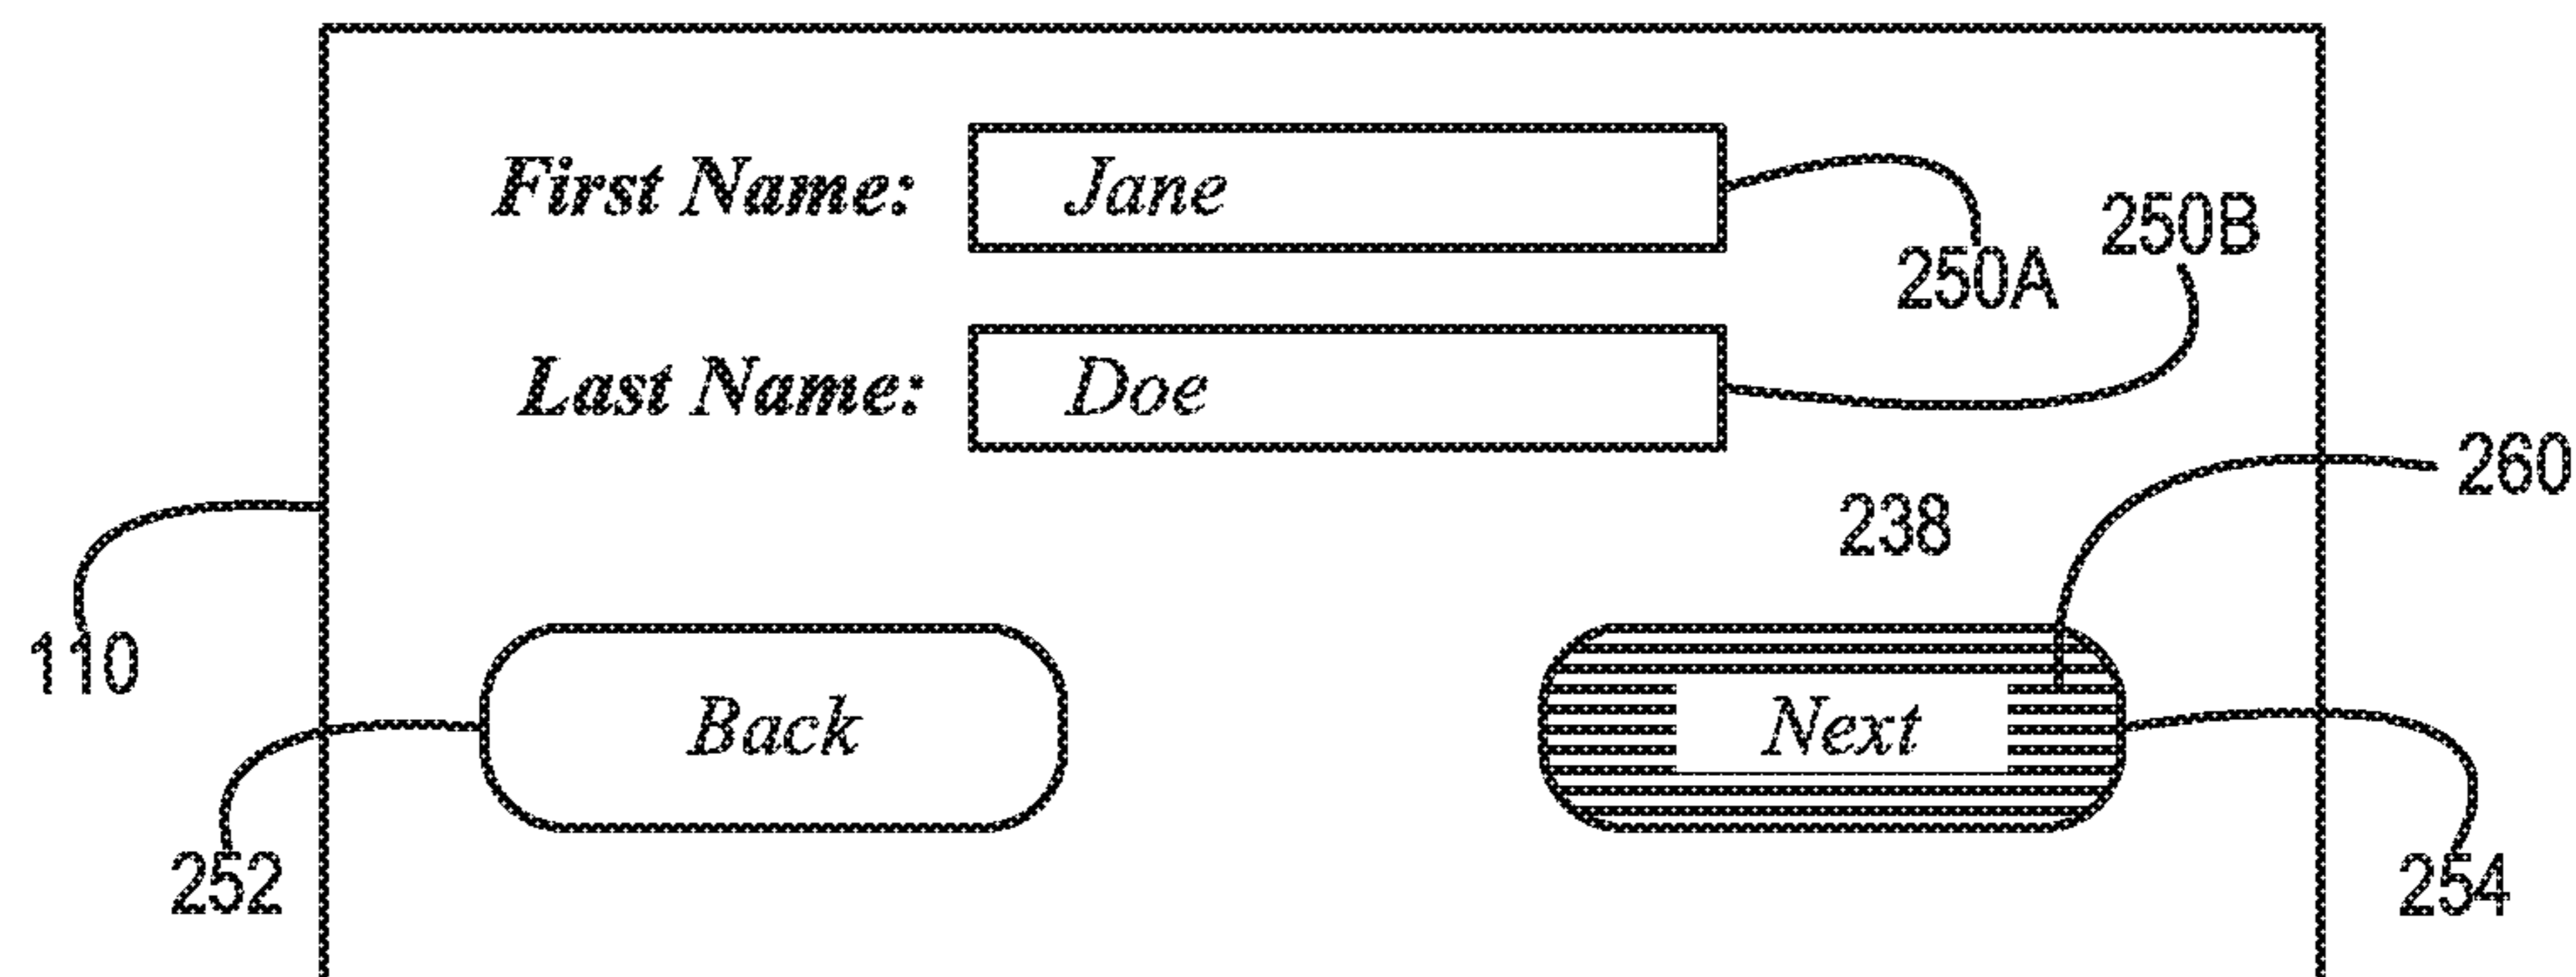 First Name: Jane
250B
250A
Last Name: Doe
260
238
110
Back
Next
252
254